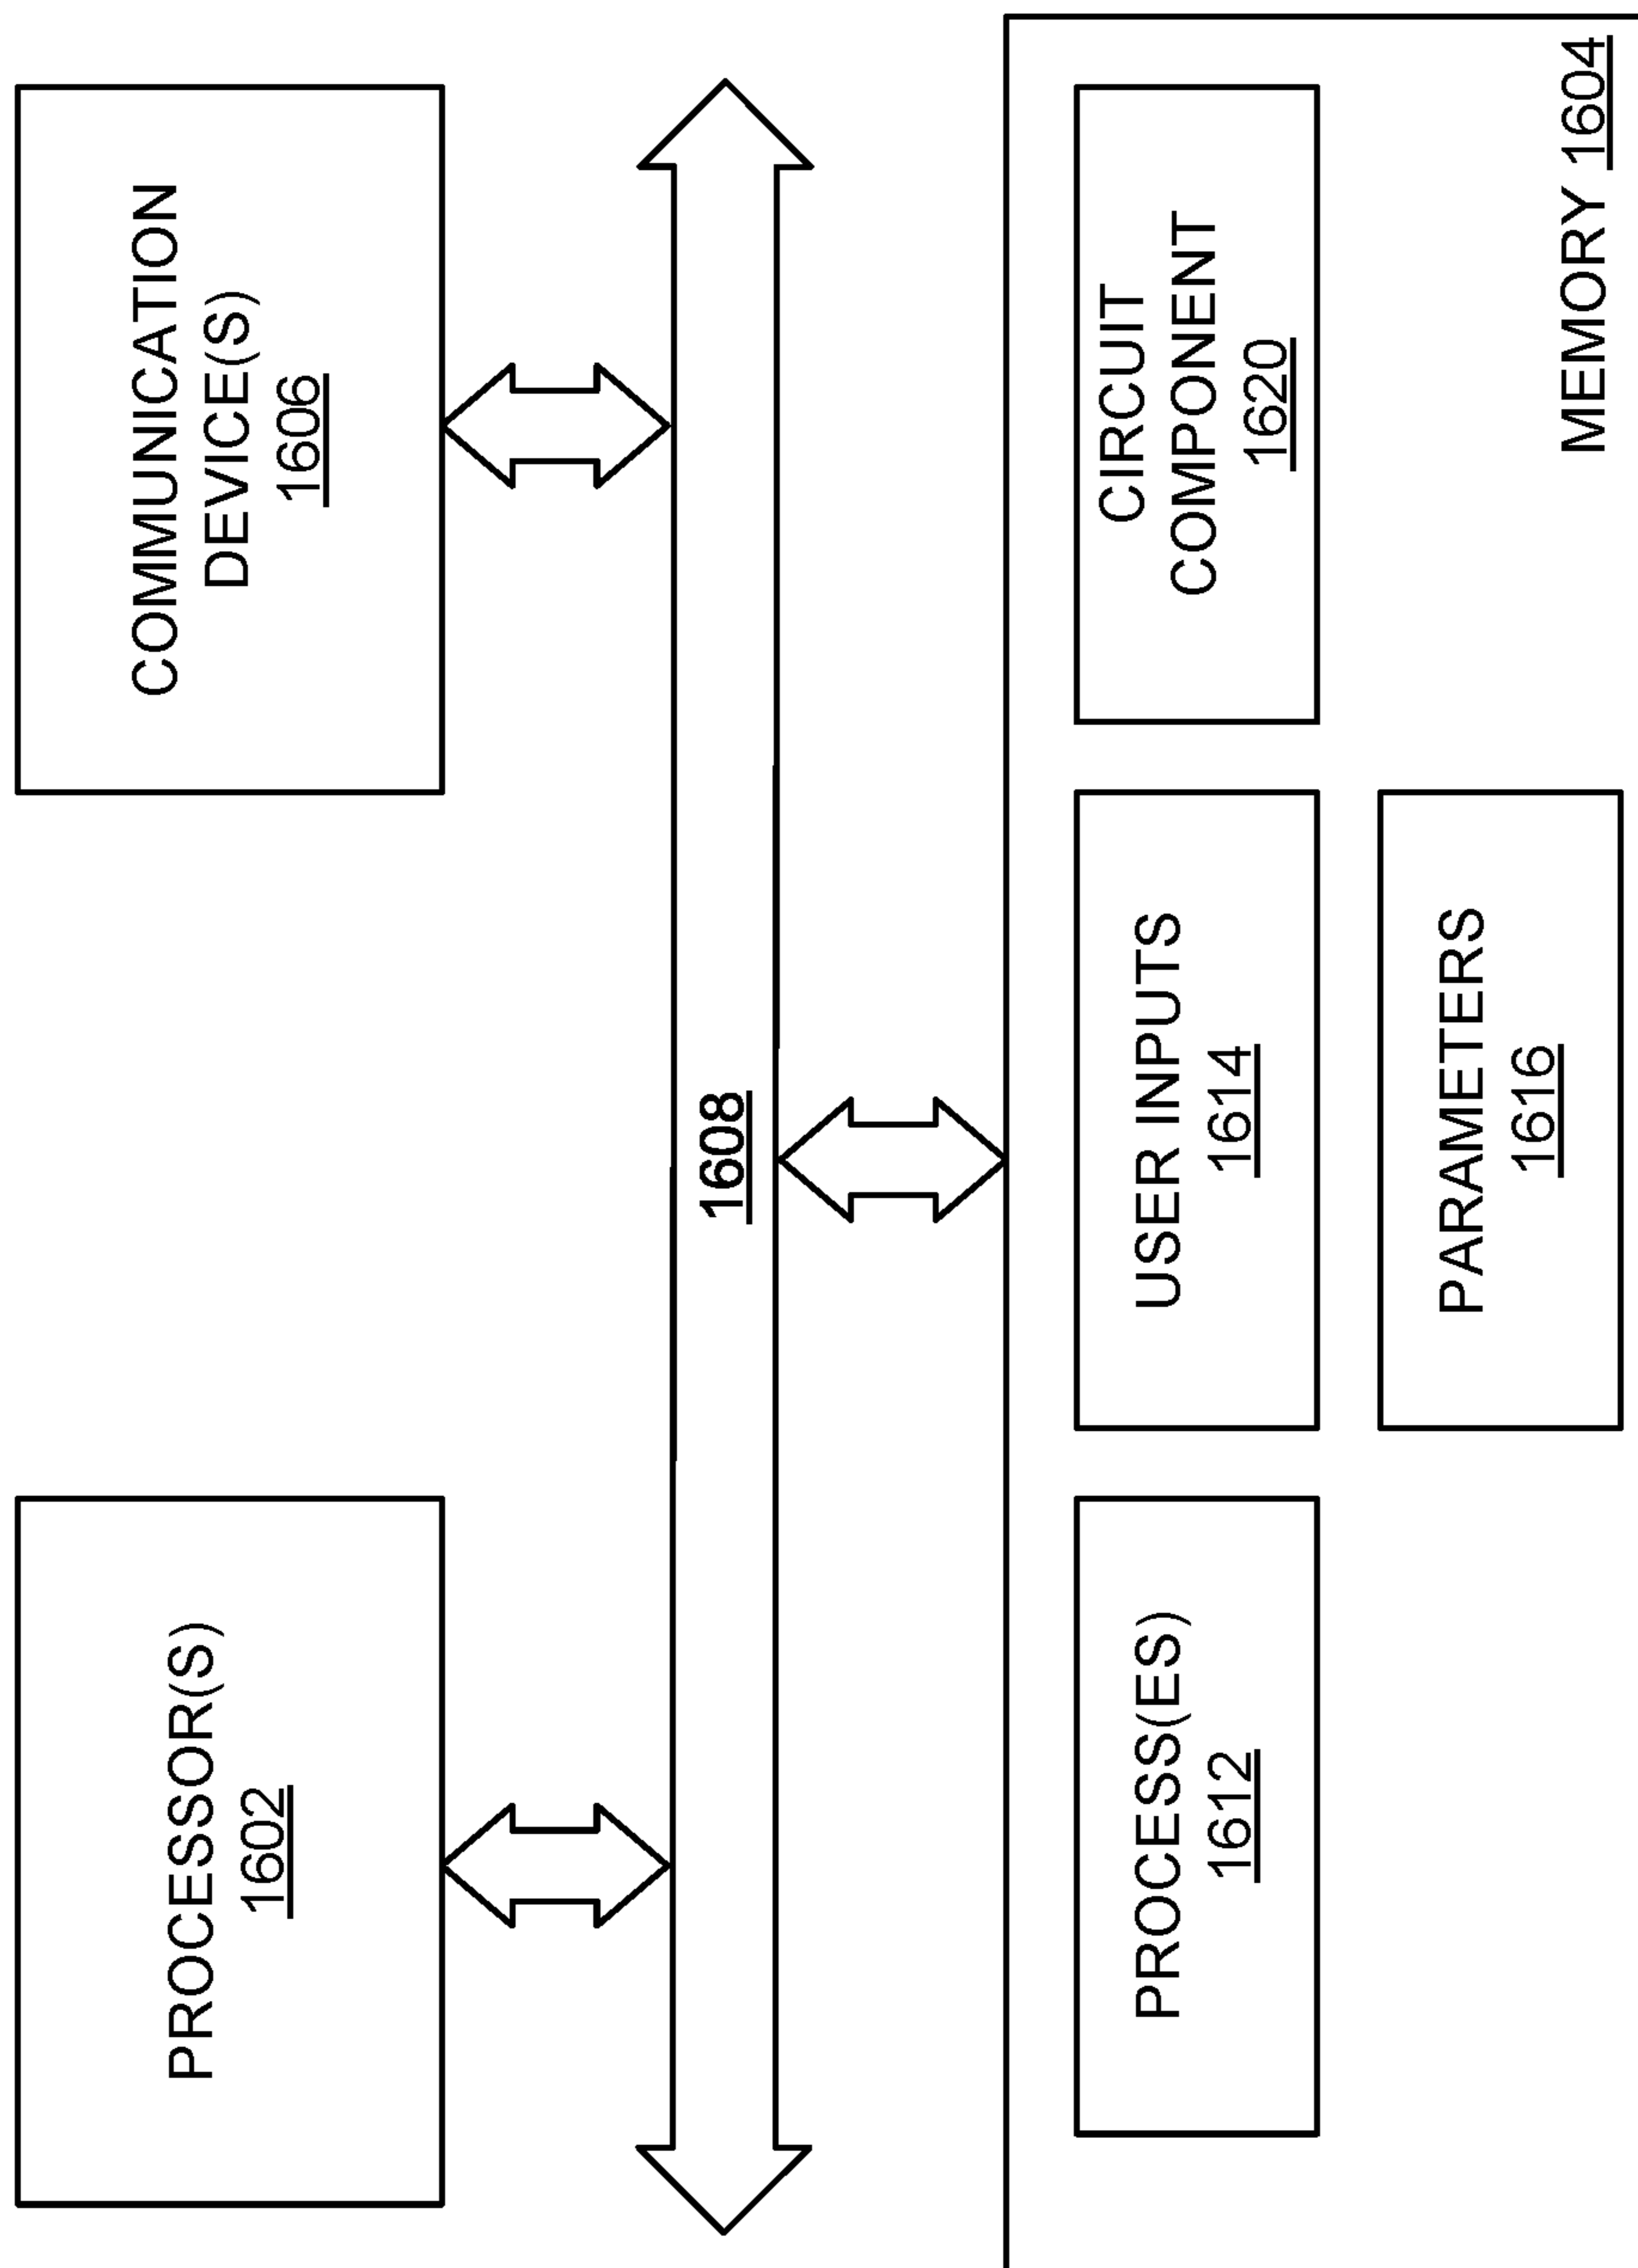 PROCESSOR(S)
1602
COMMUNICATION
DEVICE(S)
1606
1608
PROCESS(ES)
1612
USER INPUTS
1614
CIRCUIT
COMPONENT
1620
PARAMETERS
1616
MEMORY 1604